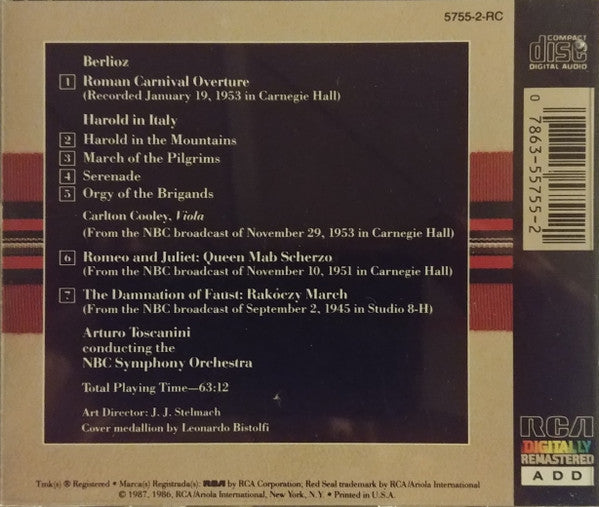 5755-2-RC
COMPACT
disc
DIGITAL AUDIO
Berlioz
1 Roman Carnival Overture
(Recorded January 19, 1953 in Carnegie Hall)
Harold in Italy
2 Harold in the Mountains
3 March of the Pilgrims
4 Serenade
5 Orgy of the Brigands
Carlton Cooley, Viola
(From the NBC broadcast of November 29, 1953 in Carnegie Hall)
6 Romeo and Juliet: Queen Mab Scherzo
(From the NBC broadcast of November 10, 1951 in Carnegie Hall)
7 The Damnation of Faust: Rakóczy March
(From the NBC broadcast of September 2, 1945 in Studio 8-H)
Arturo Toscanini
conducting the
NBC Symphony Orchestra
Total Playing Time—63:12
Art Director: J. J. Stelmach
Cover medallion by Leonardo Bistolfi
Tmk(s) ® Registered • Marca(s) Registrada(s): RCA by RCA Corporation, Red Seal trademark by RCA/Ariola International
© 1987, 1986, RCA/Ariola International, New York, N.Y. • Printed in U.S.A.
0 7863-55755-2
RCA
DIGITALLY
REMASTERED
ADD